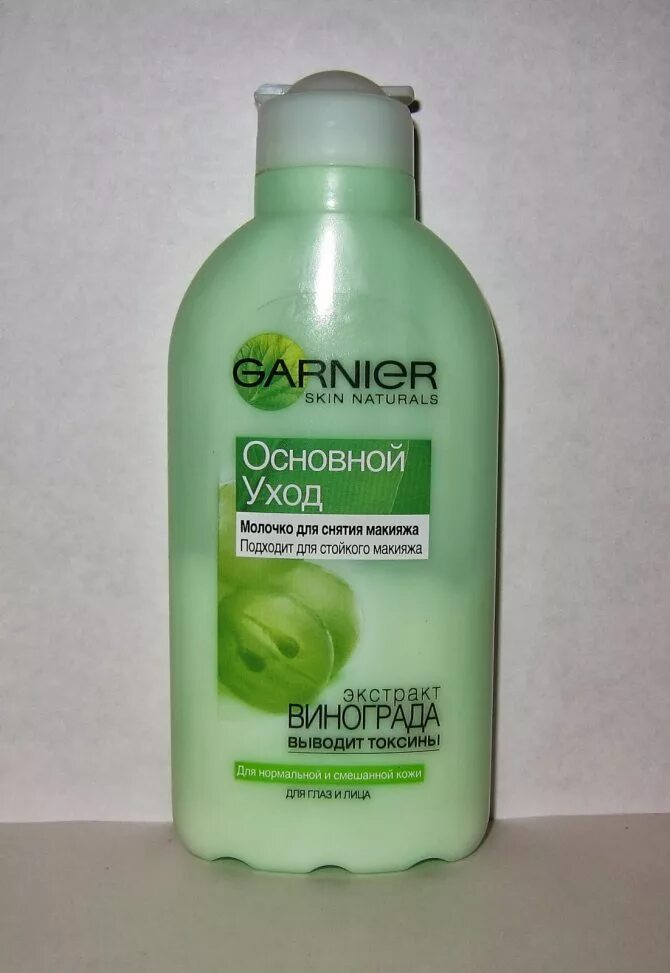 GARNIER
SKIN NATURALS
Основной
Уход
Молочко для снятия макияжа
Подходит для стойкого макияжа
экстракт
ВИНОГРАДА
выводит токсины
Для нормальной и смешанной кожи
ДЛЯ ГЛАЗ И ЛИЦА